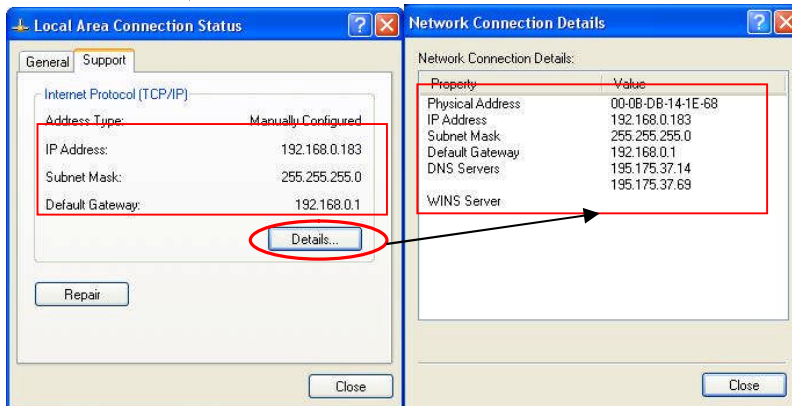 Local Area Connection Status
General Support
Internet Protocol (TCP/IP)
Address Type: Manually Configured
IP Address: 192.168.0.183
Subnet Mask: 255.255.255.0
Default Gateway: 192.168.0.1
Details...
Repair
Close
Network Connection Details
Network Connection Details:
Property Value
Physical Address 00-0B-DB-14-1E-68
IP Address 192.168.0.183
Subnet Mask 255.255.255.0
Default Gateway 192.168.0.1
DNS Servers 195.175.37.14
195.175.37.69
WINS Server
Close